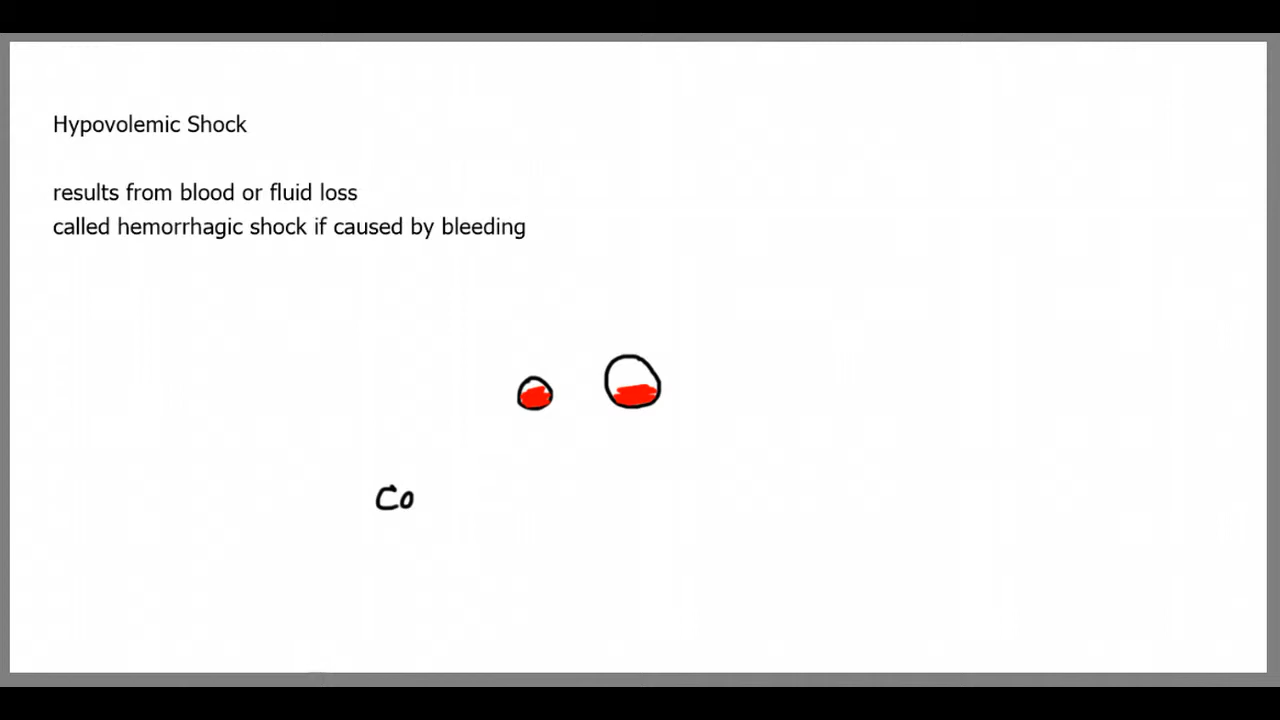 Hypovolemic Shock
results from blood or fluid loss
called hemorrhagic shock if caused by bleeding
Co